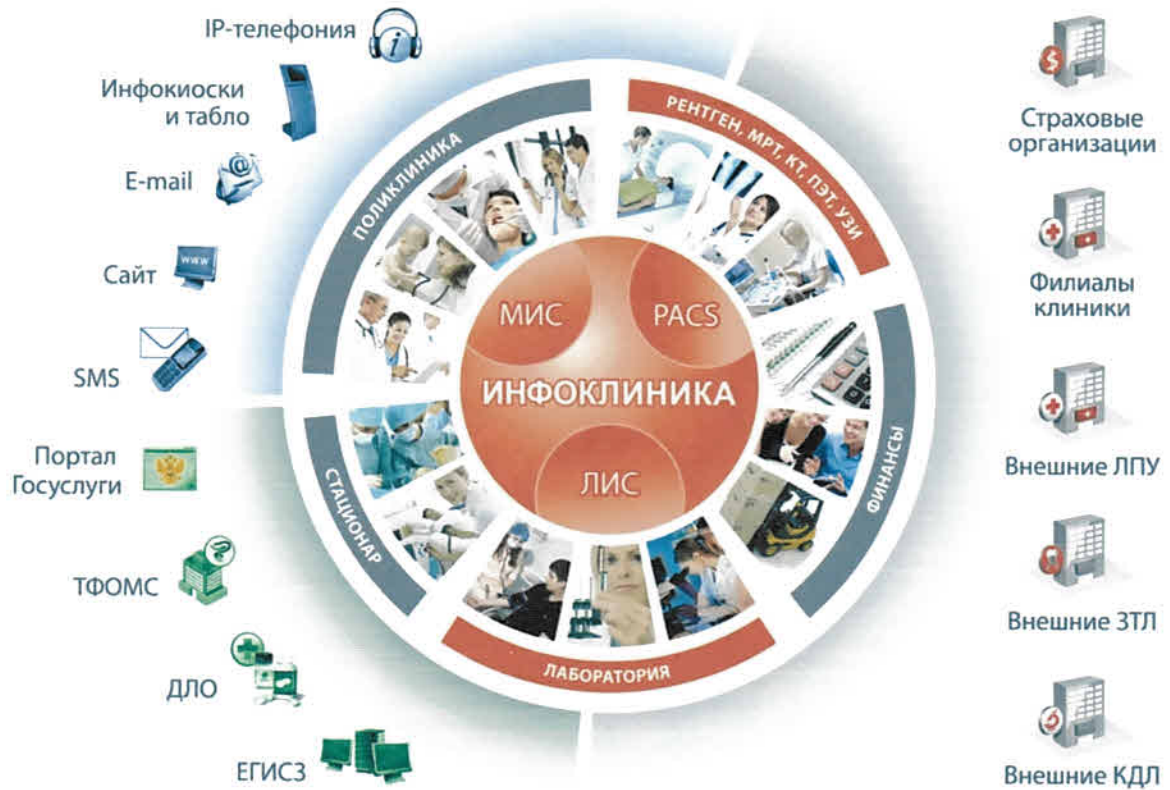 IP-телефония
Инфокиоски
и табло
E-mail
Сайт
www
SMS
Портал
Госуслуги
ТФОМС
ДЛО
ЕГИСЗ
ПОЛИКЛИНИКА
РЕНТГЕН, МРТ, КТ, ПЭТ, УЗИ
ФИНАНСЫ
ЛАБОРАТОРИЯ
СТАЦИОНАР
МИС
PACS
ИНФОКЛИНИКА
ЛИС
Страховые
организации
Филиалы
клиники
Внешние ЛПУ
Внешние ЗТЛ
Внешние КДЛ